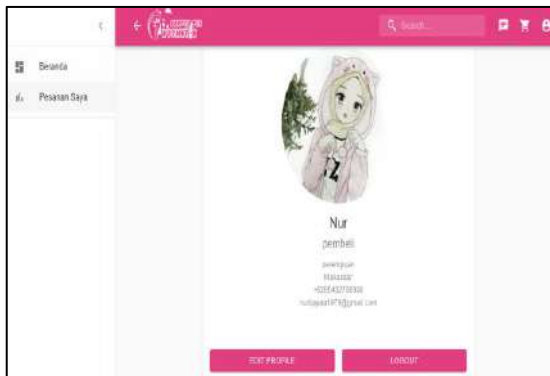 Search...
Beranda
Pesanan Saya
Nur
pembeli
perempuan
Makassar
EDIT PROFILE
LOGOUT